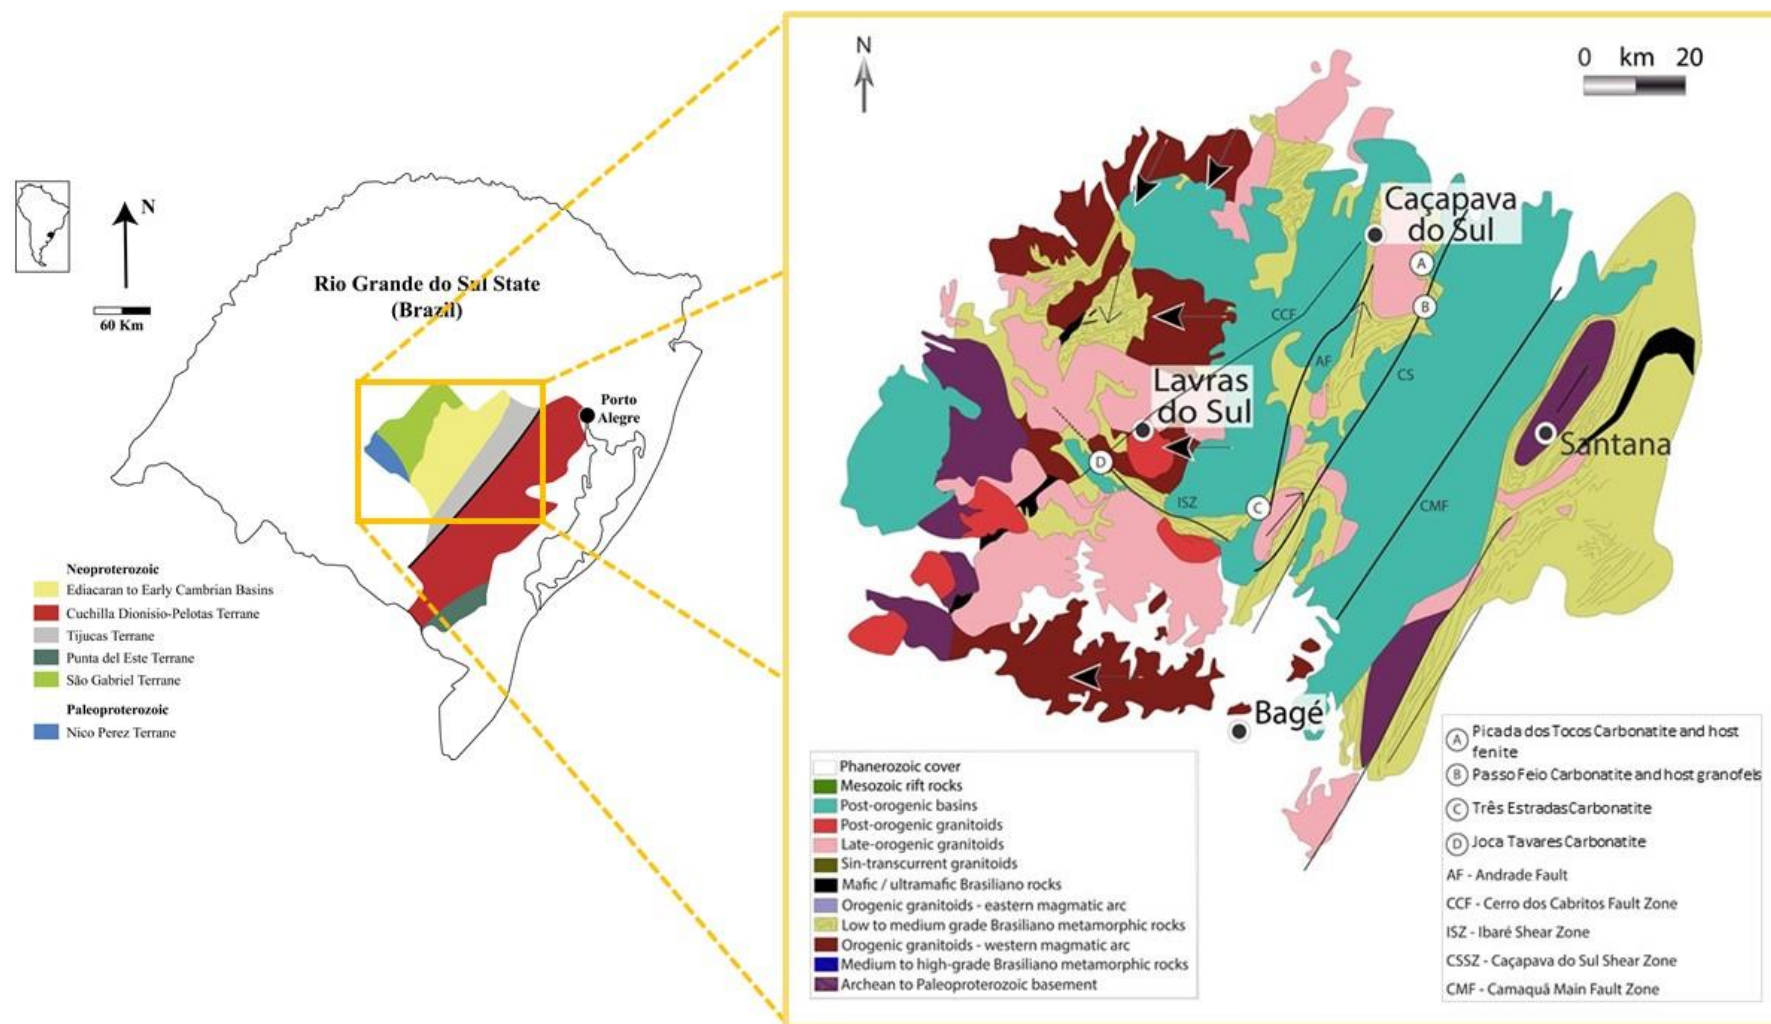 N
60 Km
Rio Grande do Sul State
(Brazil)
Porto
Alegre
Neoproterozoic
Ediacaran to Early Cambrian Basins
Cuchilla Dionisio-Pelotas Terrane
Tijucas Terrane
Punta del Este Terrane
São Gabriel Terrane
Paleoproterozoic
Nico Perez Terrane
N
0 km 20
Caçapava
do Sul
A
B
CCF
AF
CS
Lavras
do Sul
Santana
D
ISZ
C
CMF
Bagé
Phanerozoic cover
Mesozoic rift rocks
Post-orogenic basins
Post-orogenic granitoids
Late-orogenic granitoids
Sin-transcurrent granitoids
Mafic / ultramafic Brasiliano rocks
Orogenic granitoids - eastern magmatic arc
Low to medium grade Brasiliano metamorphic rocks
Orogenic granitoids - western magmatic arc
Medium to high-grade Brasiliano metamorphic rocks
Archean to Paleoproterozoic basement
A Picada dos Tocos Carbonatite and host
fenite
B Passo Feio Carbonatite and host granofels
C Três Estradas Carbonatite
D Joca Tavares Carbonatite
AF - Andrade Fault
CCF - Cerro dos Cabritos Fault Zone
ISZ - Ibaré Shear Zone
CSSZ - Caçapava do Sul Shear Zone
CMF - Camaquã Main Fault Zone